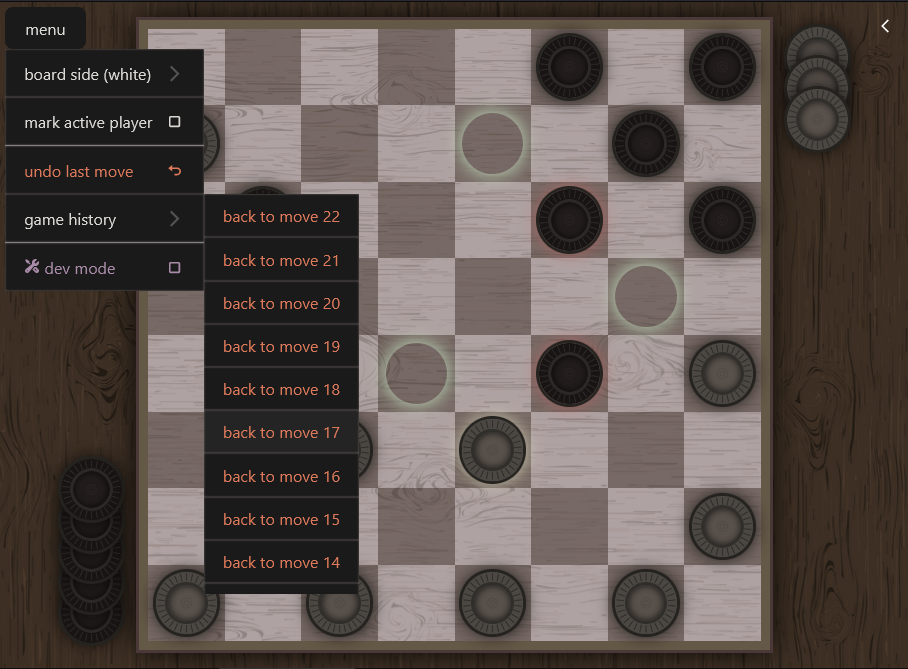 menu
board side (white)
mark active player
undo last move
game history
dev mode
back to move 22
back to move 21
back to move 20
back to move 19
back to move 18
back to move 17
back to move 16
back to move 15
back to move 14